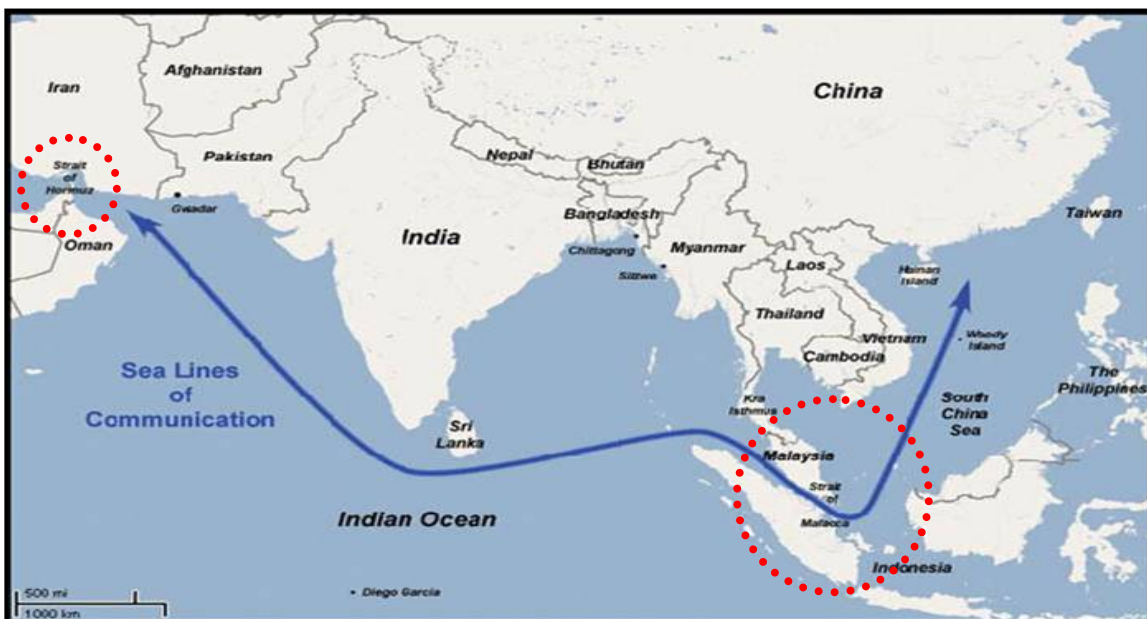 Afghanistan
Iran
China
Strait
of
Hormuz
Pakistan
Nepal
Bhutan
Gwadar
Oman
India
Bangladesh
Chittagong
Sittwe
Myanmar
Taiwan
Laos
Hainan
Island
Thailand
Vietnam
Cambodia
Woody
Island
Sea Lines
of
Communication
Sri
Lanka
Kra
Isthmus
The
Philippines
South
China
Sea
Malaysia
Strait
of
Malacca
Indian Ocean
Indonesia
Diego Garcia
500 mi
1000 km